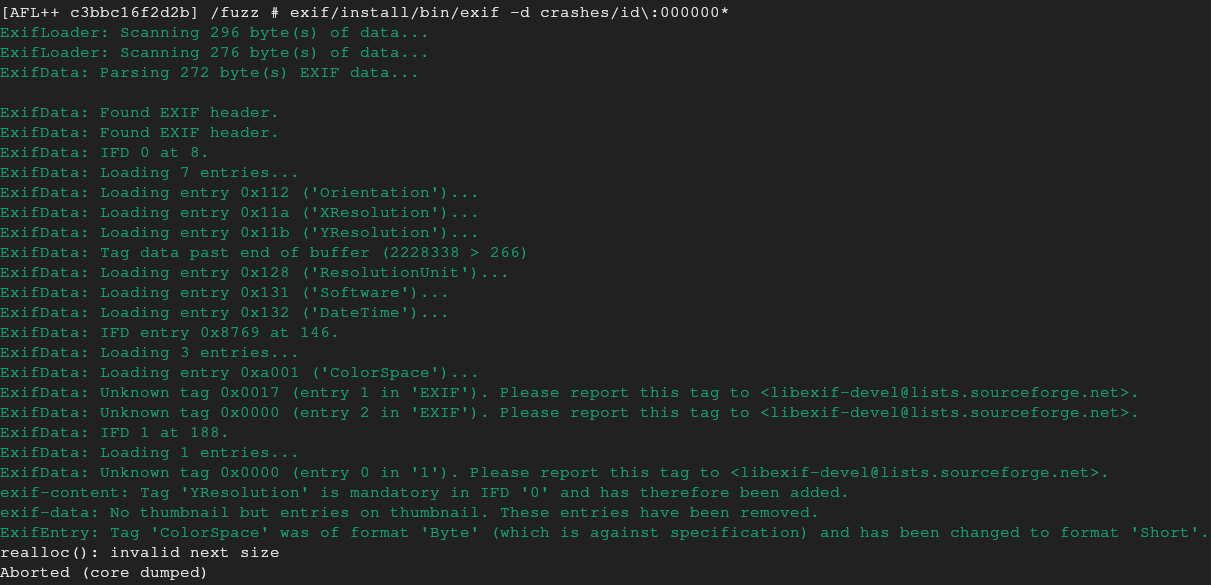 [AFL++ c3bbc16f2d2b] /fuzz # exif/install/bin/exif -d crashes/id\:000000*
ExifLoader: Scanning 296 byte(s) of data...
ExifLoader: Scanning 276 byte(s) of data...
ExifData: Parsing 272 byte(s) EXIF data...
ExifData: Found EXIF header.
ExifData: Found EXIF header.
ExifData: IFD 0 at 8.
ExifData: Loading 7 entries...
ExifData: Loading entry 0x112 ('Orientation')...
ExifData: Loading entry 0x11a ('XResolution')...
ExifData: Loading entry 0x11b ('YResolution')...
ExifData: Tag data past end of buffer (2228338 > 266)
ExifData: Loading entry 0x128 ('ResolutionUnit')...
ExifData: Loading entry 0x131 ('Software')...
ExifData: Loading entry 0x132 ('DateTime')...
ExifData: IFD entry 0x8769 at 146.
ExifData: Loading 3 entries...
ExifData: Loading entry 0xa001 ('ColorSpace')...
ExifData: Unknown tag 0x0017 (entry 1 in 'EXIF'). Please report this tag to <libexif-devel@lists.sourceforge.net>.
ExifData: Unknown tag 0x0000 (entry 2 in 'EXIF'). Please report this tag to <libexif-devel@lists.sourceforge.net>.
ExifData: IFD 1 at 188.
ExifData: Loading 1 entries...
ExifData: Unknown tag 0x0000 (entry 0 in '1'). Please report this tag to <libexif-devel@lists.sourceforge.net>.
exif-content: Tag 'YResolution' is mandatory in IFD '0' and has therefore been added.
exif-data: No thumbnail but entries on thumbnail. These entries have been removed.
ExifEntry: Tag 'ColorSpace' was of format 'Byte' (which is against specification) and has been changed to format 'Short'.
realloc(): invalid next size
Aborted (core dumped)